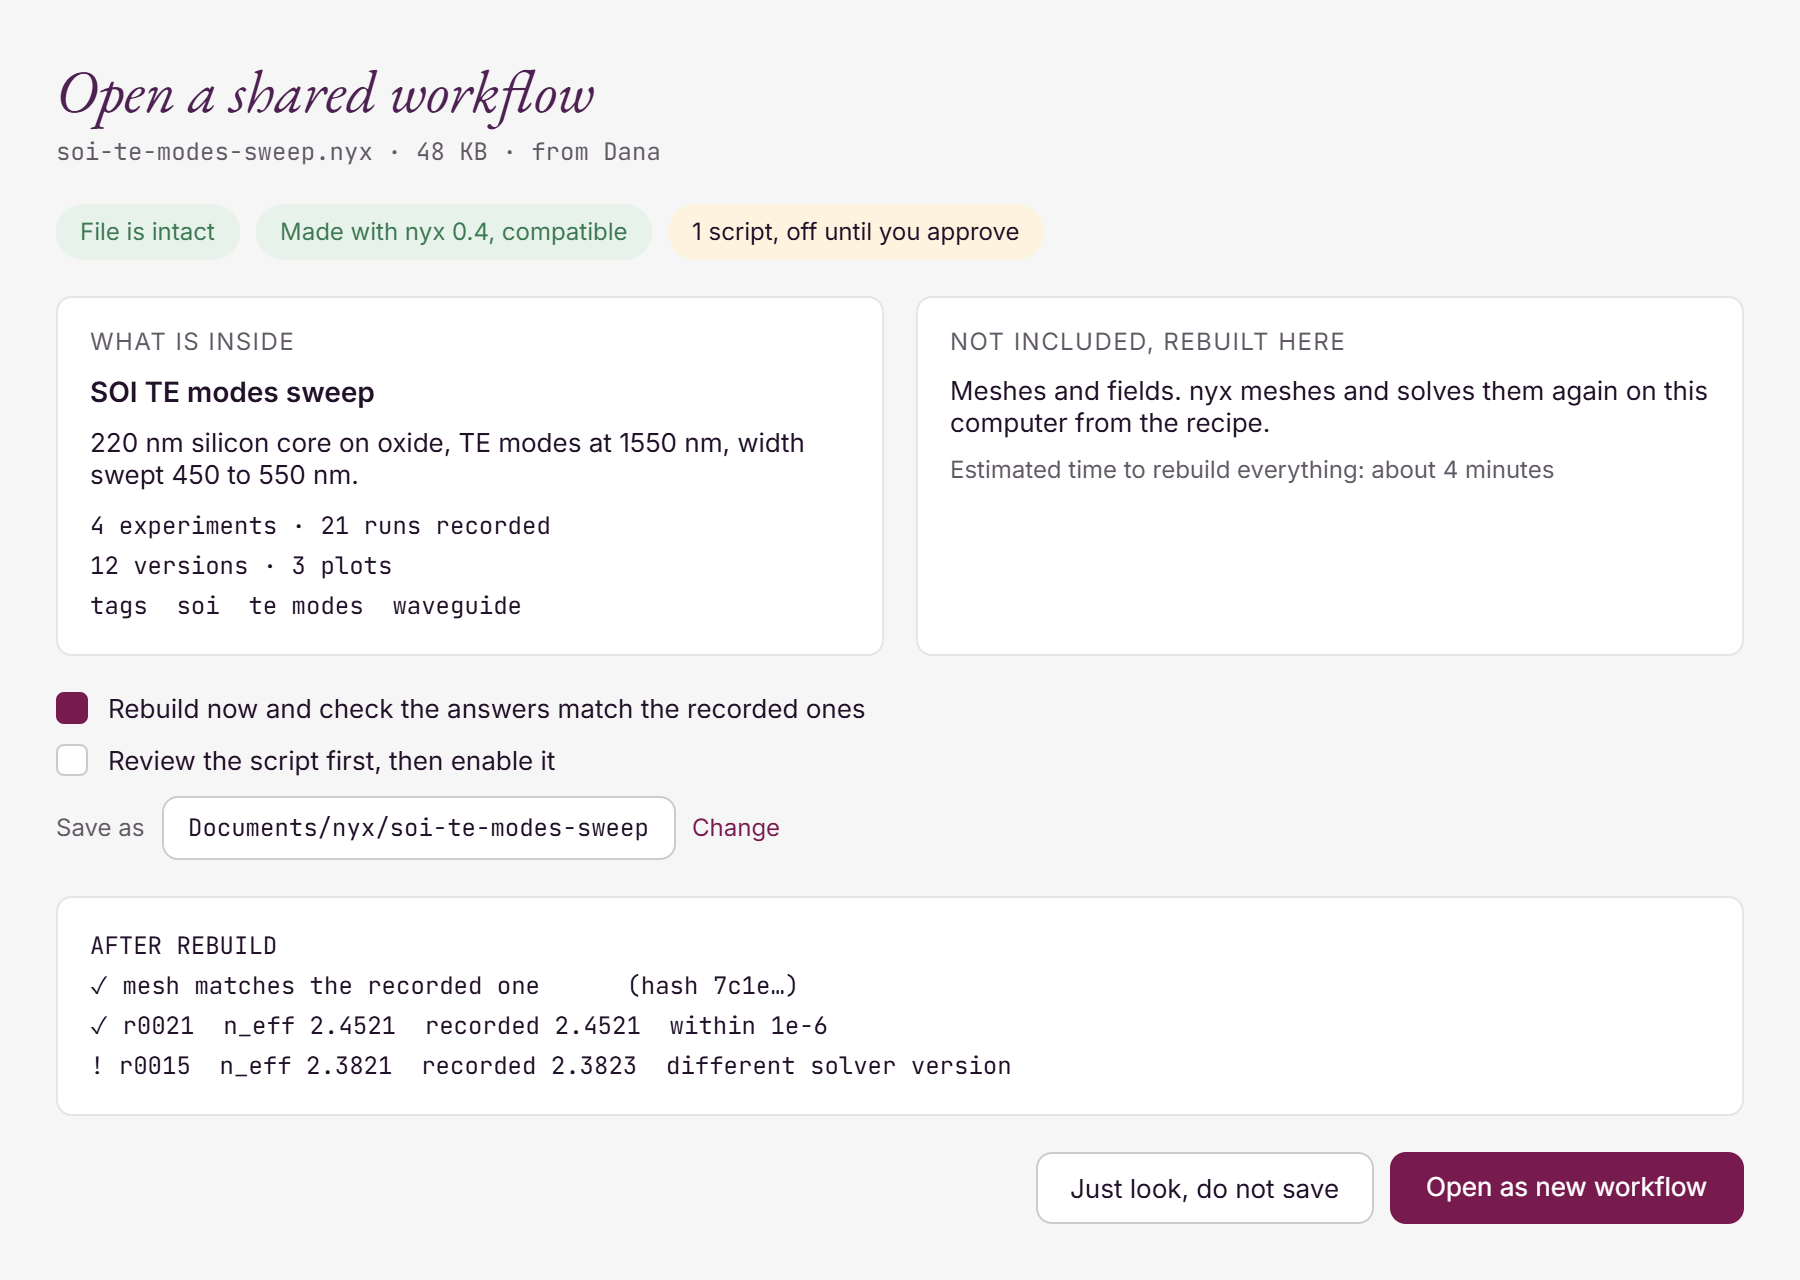 Open a shared workflow
soi-te-modes-sweep.nyx · 48 KB · from Dana
File is intact
Made with nyx 0.4, compatible
1 script, off until you approve
WHAT IS INSIDE
SOI TE modes sweep
220 nm silicon core on oxide, TE modes at 1550 nm, width
swept 450 to 550 nm.
4 experiments · 21 runs recorded
12 versions · 3 plots
tags  soi  te modes  waveguide
NOT INCLUDED, REBUILT HERE
Meshes and fields. nyx meshes and solves them again on this
computer from the recipe.
Estimated time to rebuild everything: about 4 minutes
Rebuild now and check the answers match the recorded ones
Review the script first, then enable it
Save as Documents/nyx/soi-te-modes-sweep Change
AFTER REBUILD
✓ mesh matches the recorded one      (hash 7c1e…)
✓ r0021  n_eff 2.4521  recorded 2.4521  within 1e-6
! r0015  n_eff 2.3821  recorded 2.3823  different solver version
Just look, do not save
Open as new workflow